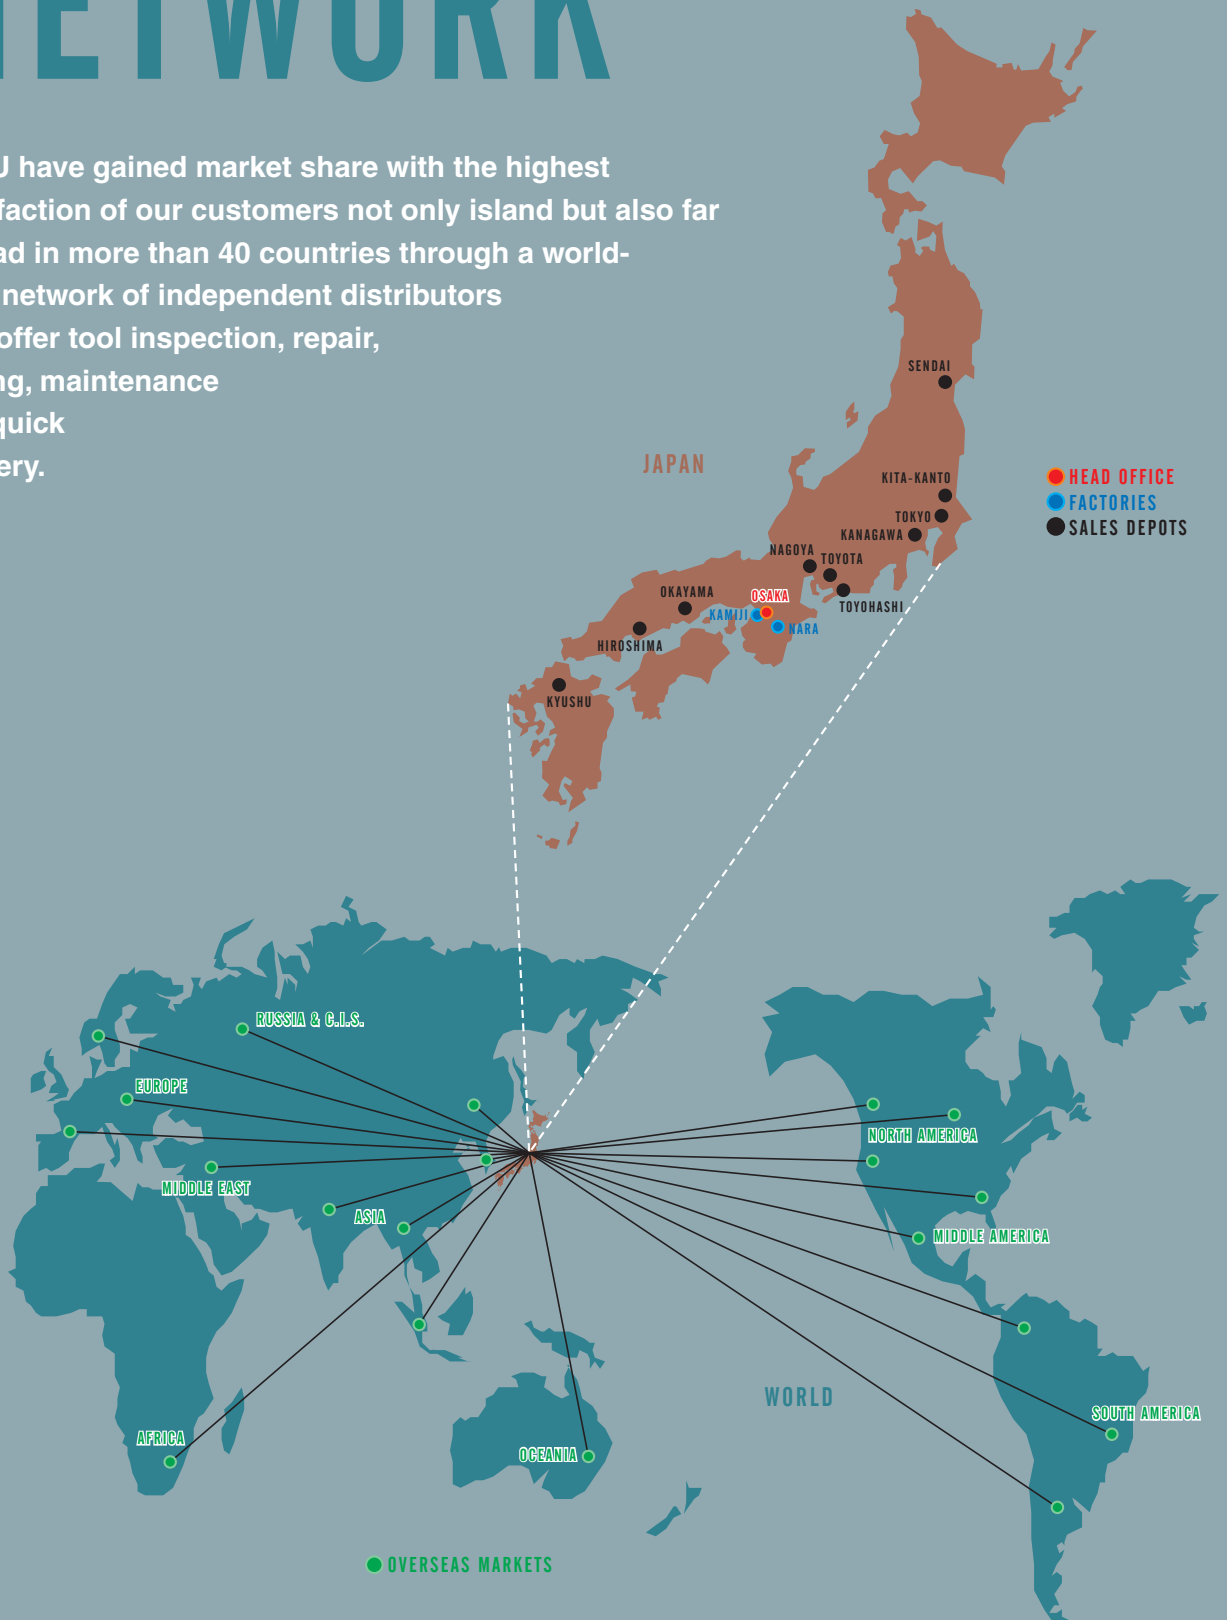 NETWORK
U have gained market share with the highest
faction of our customers not only island but also far
ad in more than 40 countries through a world-
network of independent distributors
offer tool inspection, repair,
ng, maintenance
quick
ery.
SENDAI
JAPAN
KITA-KANTO
HEAD OFFICE
FACTORIES
SALES DEPOTS
TOKYO
KANAGAWA
NAGOYA
TOYOTA
OKAYAMA
OSAKA
TOYOHASHI
KAMIJI
NARA
HIROSHIMA
KYUSHU
RUSSIA & C.I.S.
EUROPE
NORTH AMERICA
MIDDLE EAST
ASIA
MIDDLE AMERICA
WORLD
SOUTH AMERICA
AFRICA
OCEANIA
OVERSEAS MARKETS